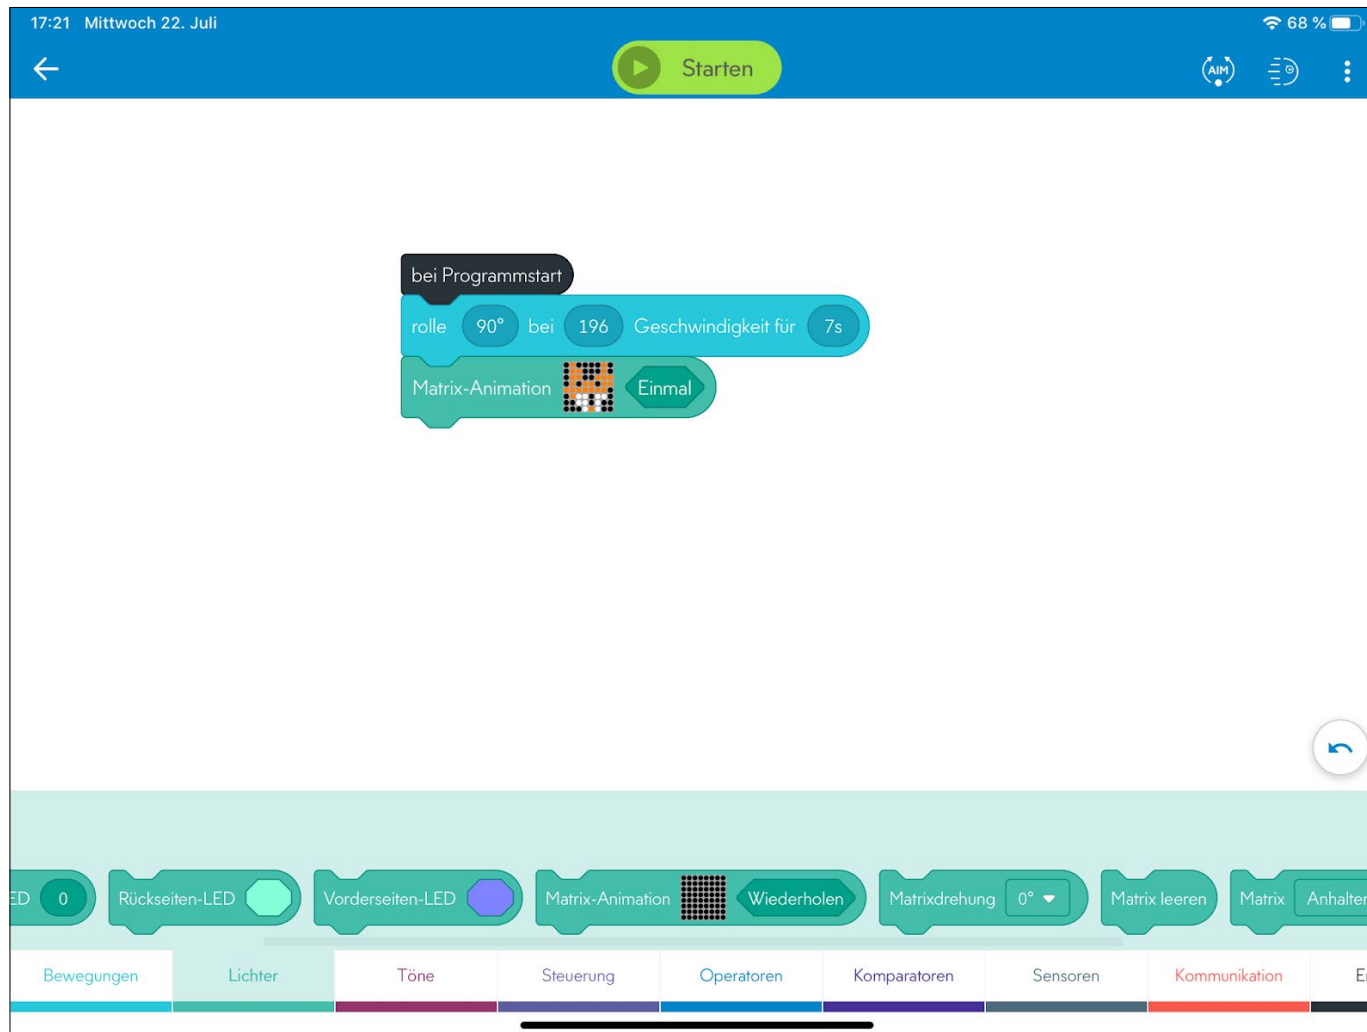 17:21 Mittwoch 22. Juli 68 %
Starten
AIM
bei Programmstart
rolle 90° bei 196 Geschwindigkeit für 7s
Matrix-Animation Einmal
ED 0 Rückseiten-LED Vorderseiten-LED Matrix-Animation Wiederholen Matrixdrehung 0° Matrix leeren Matrix Anhalten
Bewegungen Lichter Töne Steuerung Operatoren Komparatoren Sensoren Kommunikation